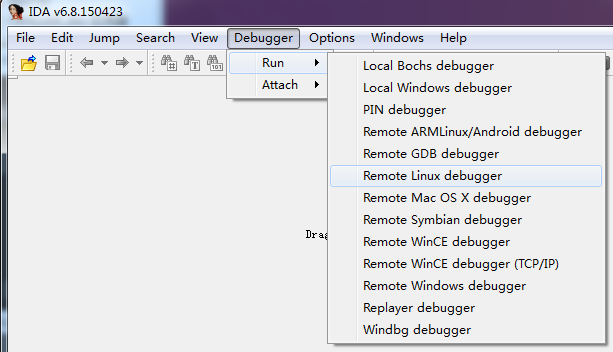 IDA v6.8.150423
File Edit Jump Search View Debugger Options Windows Help
Run
Attach
Local Bochs debugger
Local Windows debugger
PIN debugger
Remote ARMLinux/Android debugger
Remote GDB debugger
Remote Linux debugger
Remote Mac OS X debugger
Remote Symbian debugger
Remote WinCE debugger
Remote WinCE debugger (TCP/IP)
Remote Windows debugger
Replayer debugger
Windbg debugger
Drag